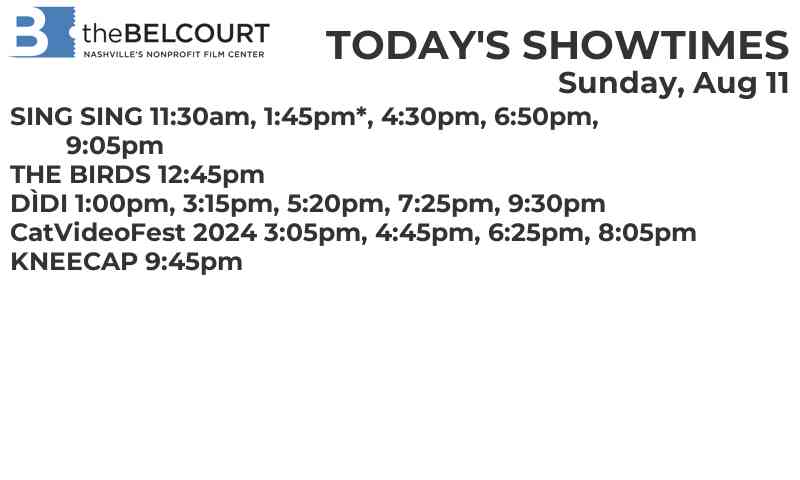 B theBELCOURT
NASHVILLE'S NONPROFIT FILM CENTER
TODAY'S SHOWTIMES
Sunday, Aug 11
SING SING 11:30am, 1:45pm*, 4:30pm, 6:50pm,
9:05pm
THE BIRDS 12:45pm
DÌDI 1:00pm, 3:15pm, 5:20pm, 7:25pm, 9:30pm
CatVideoFest 2024 3:05pm, 4:45pm, 6:25pm, 8:05pm
KNEECAP 9:45pm